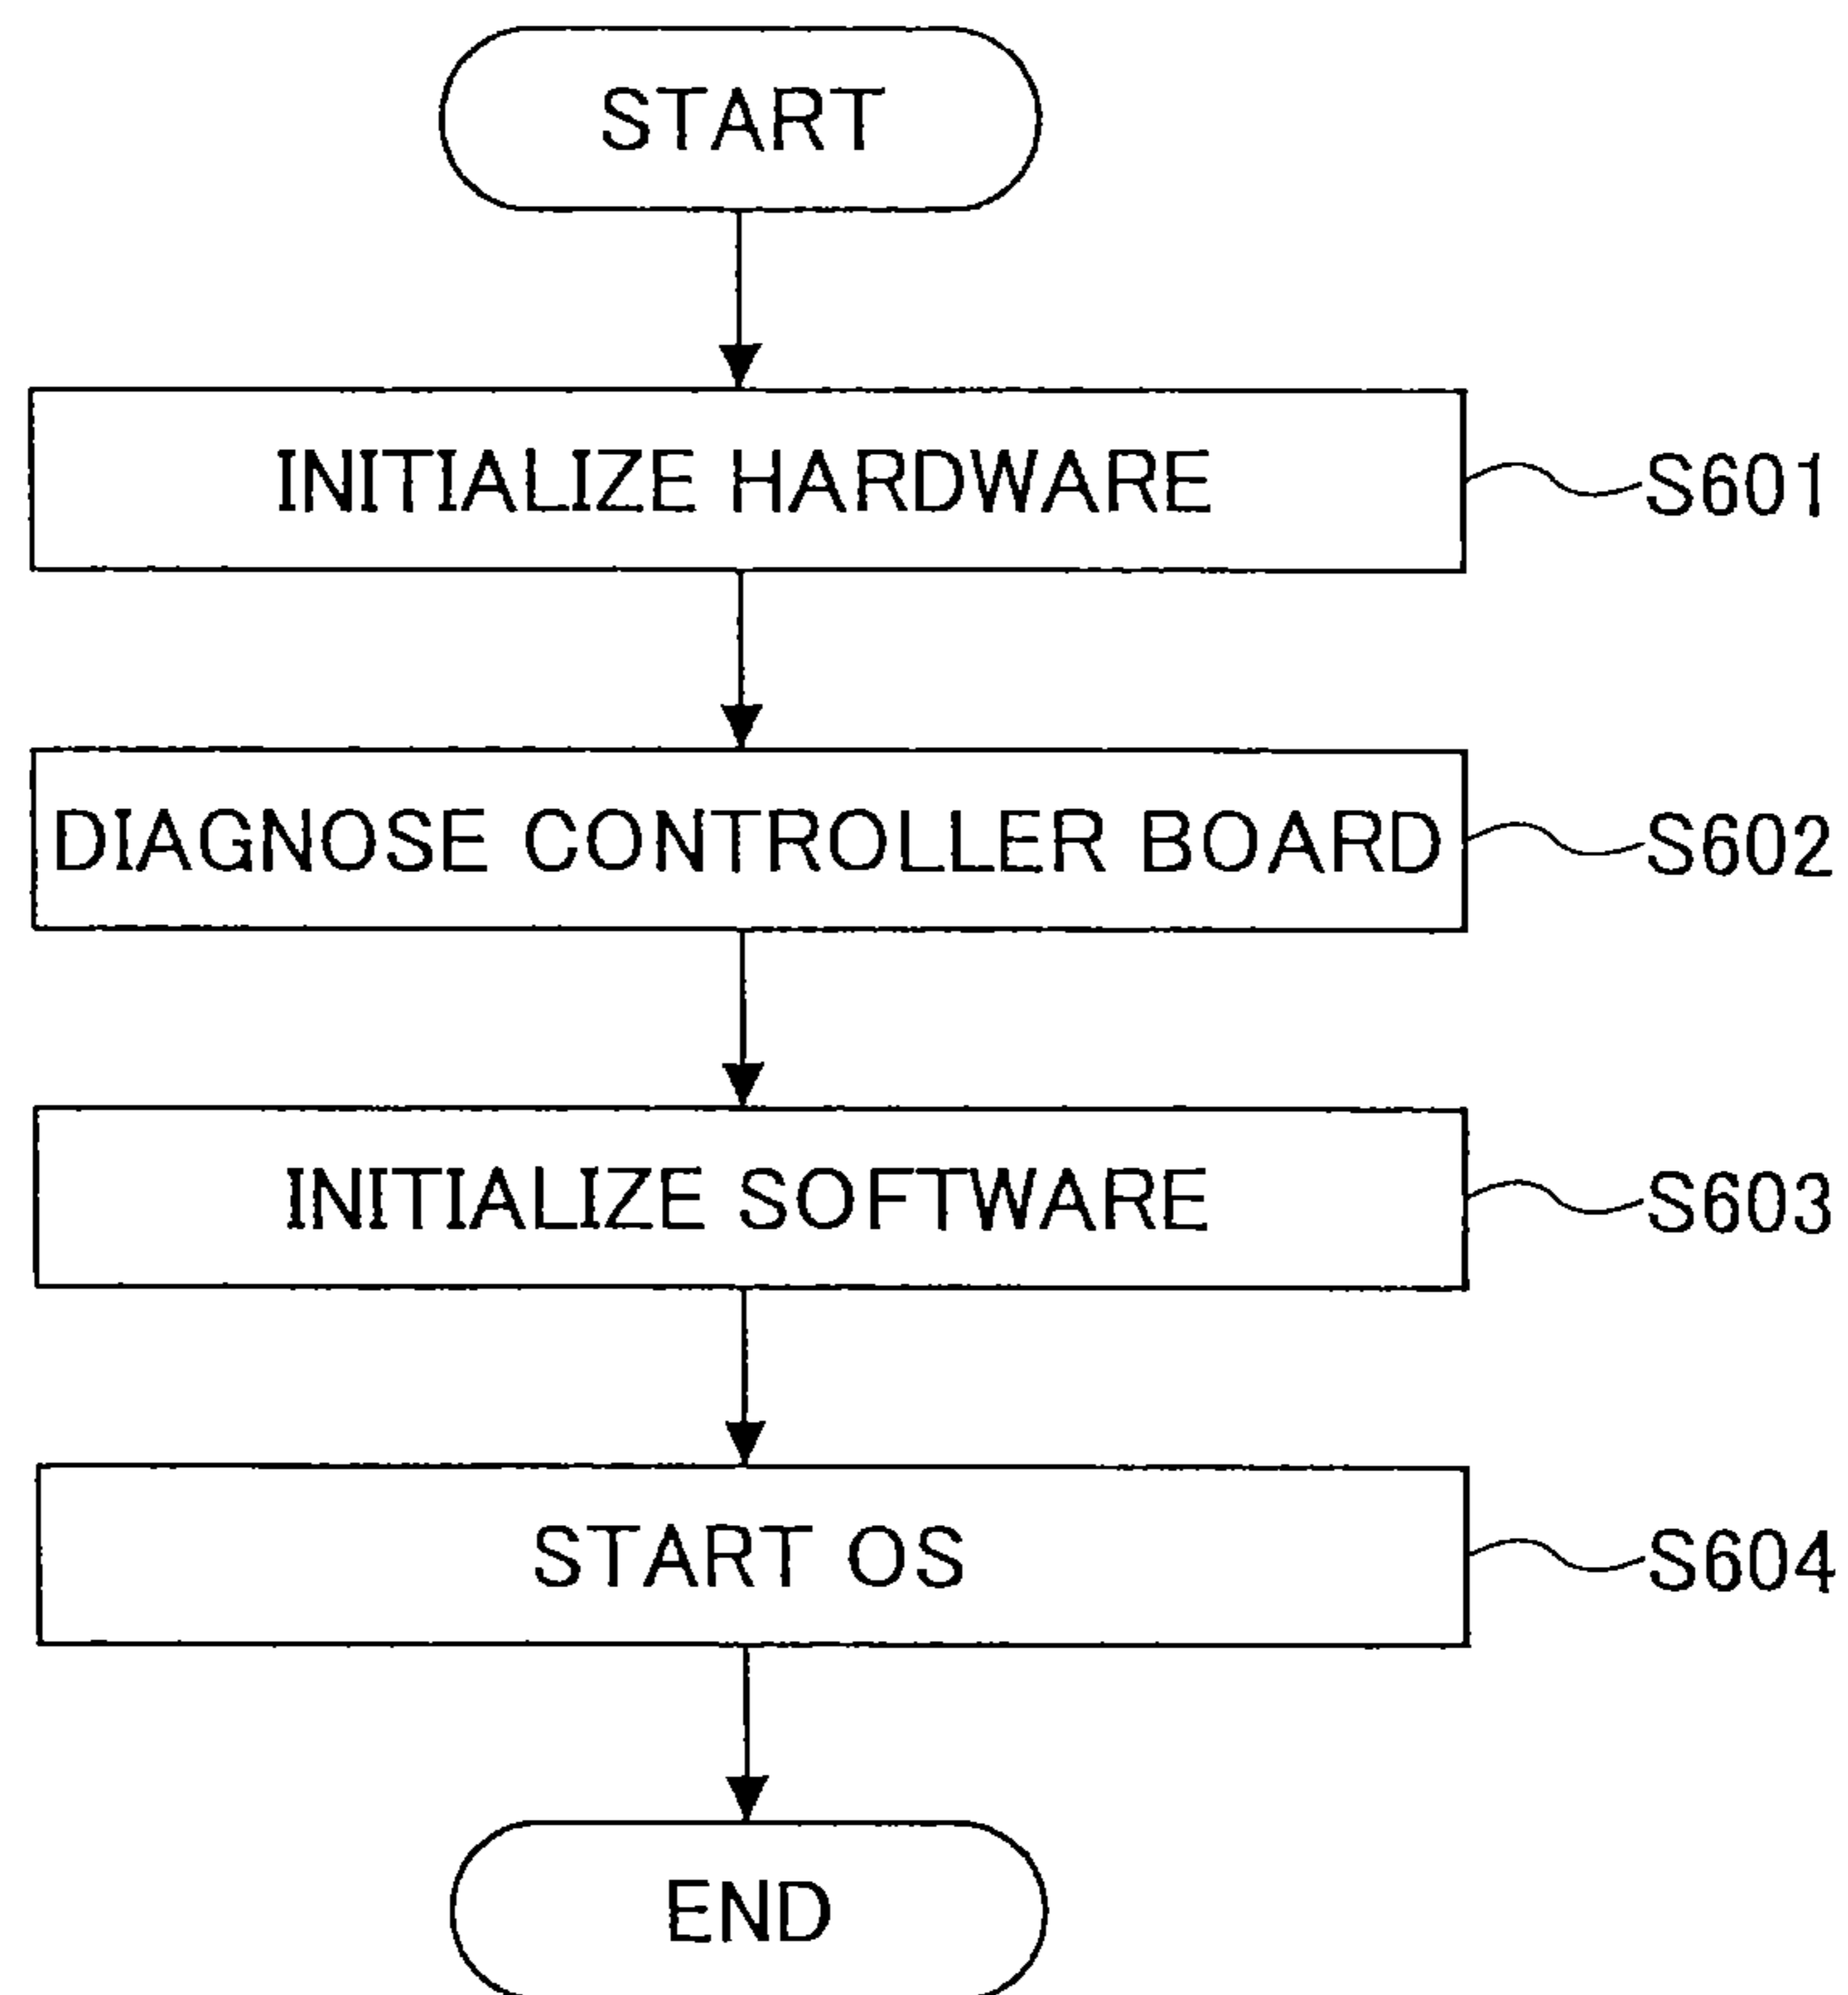 START
INITIALIZE HARDWARE S601
DIAGNOSE CONTROLLER BOARD S602
INITIALIZE SOFTWARE S603
START OS S604
END